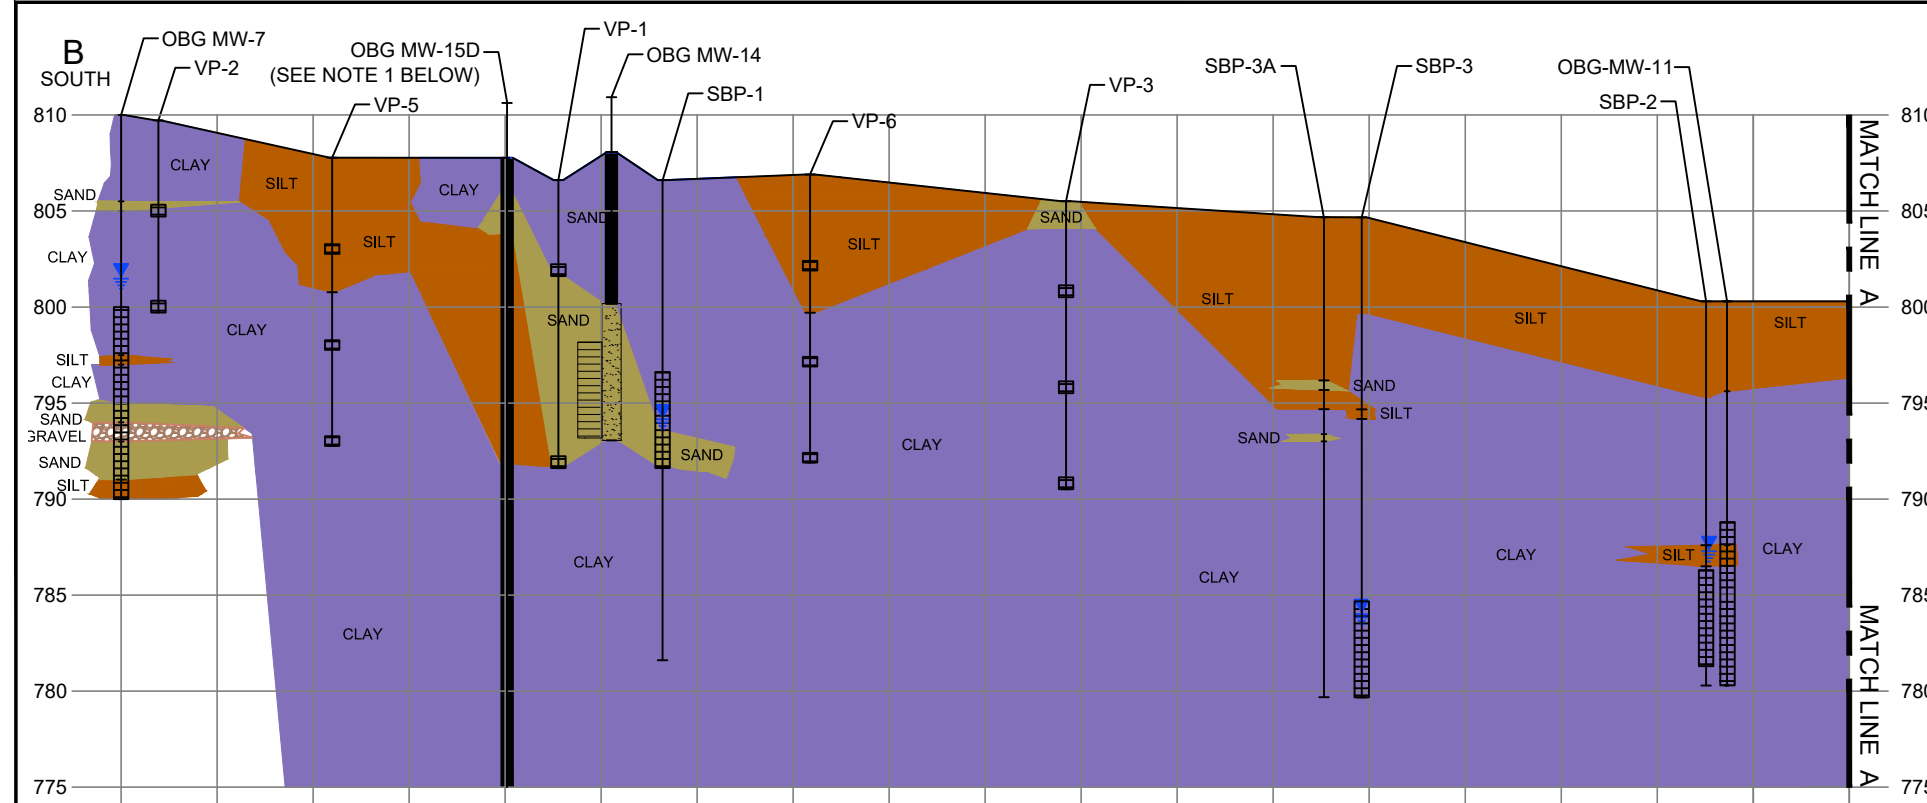 B
SOUTH
OBG MW-7
VP-2
OBG MW-15D
(SEE NOTE 1 BELOW)
VP-5
VP-1
OBG MW-14
SBP-1
VP-6
VP-3
SBP-3A
SBP-3
OBG-MW-11
SBP-2
810
805
800
795
790
785
780
775
SAND
CLAY
SILT
CLAY
SAND
GRAVEL
SAND
SILT
CLAY
SILT
CLAY
SAND
SILT
SILT
SAND
CLAY
SAND
CLAY
SAND
CLAY
CLAY
SILT
SAND
SILT
SAND
SILT
SAND
CLAY
SILT
SILT
CLAY
SILT
CLAY
MATCH LINE A
MATCH LINE A